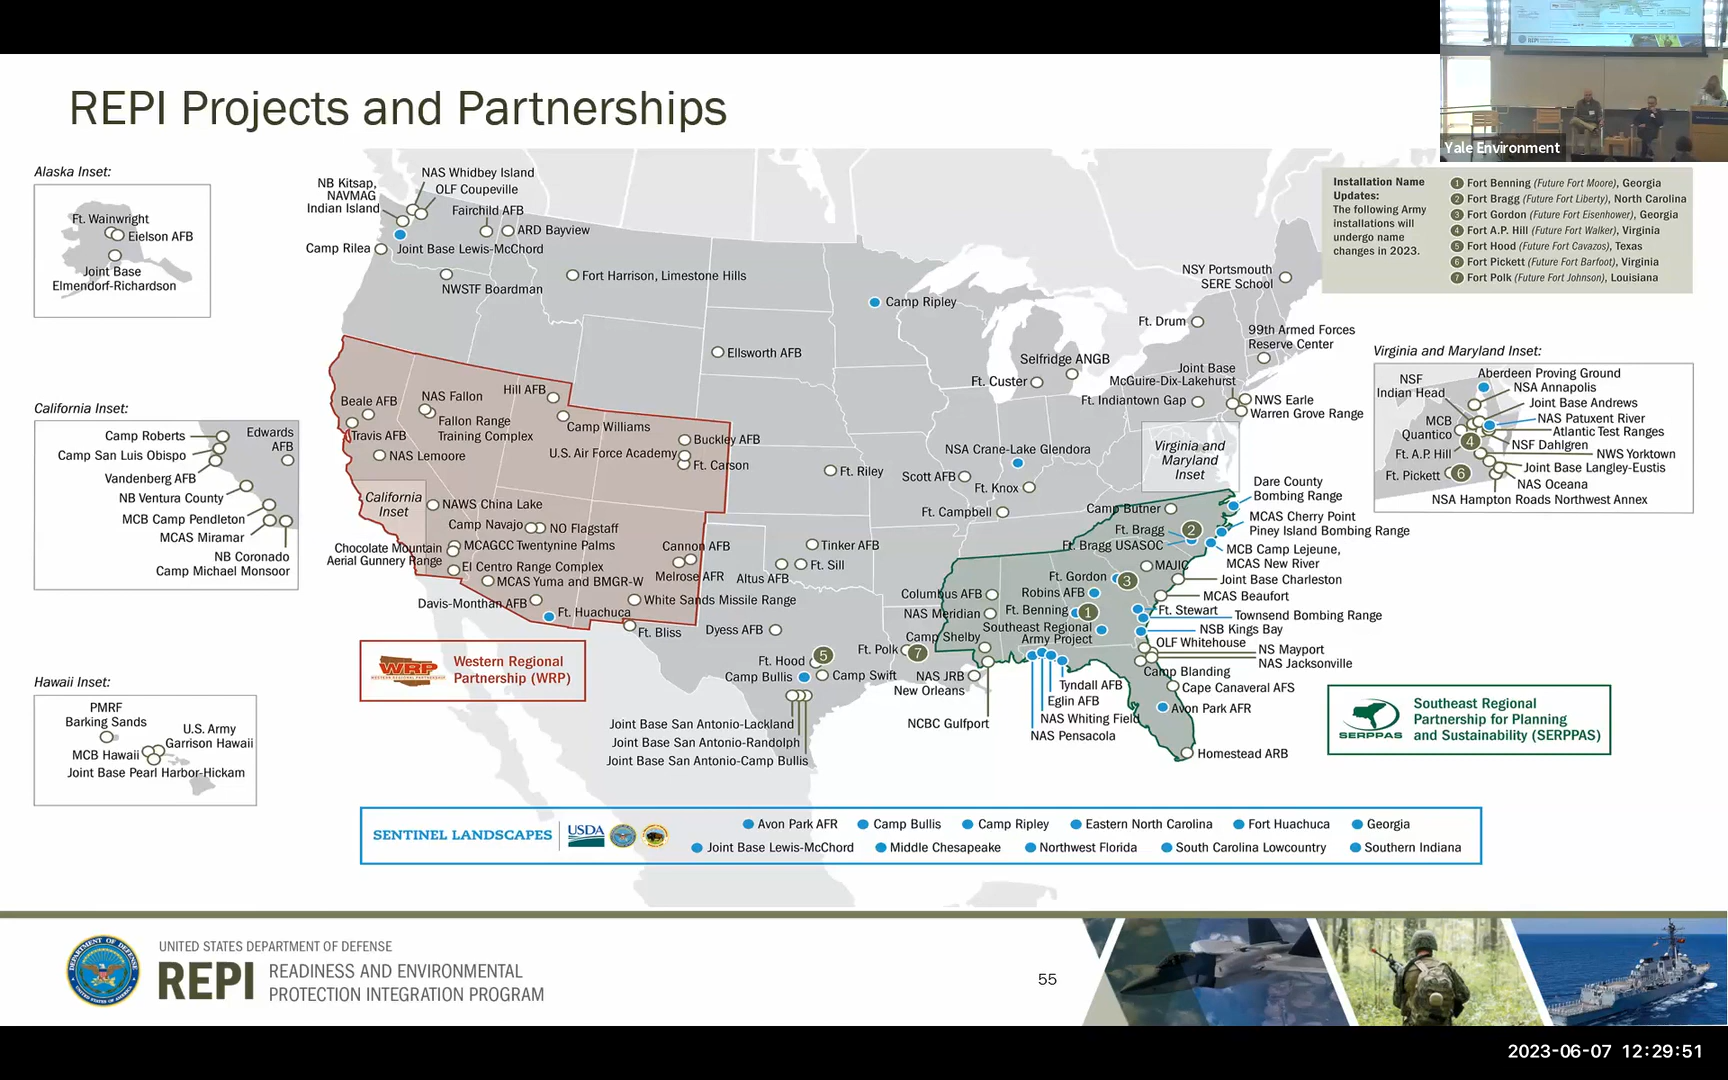 REPI Projects and Partnerships
Yale Environment
Alaska Inset:
Ft. Wainwright
Eielson AFB
Joint Base
Elmendorf-Richardson
California Inset:
Camp Roberts
Camp San Luis Obispo
Vandenberg AFB
NB Ventura County
MCB Camp Pendleton
MCAS Miramar
NB Coronado
Camp Michael Monsoor
Edwards
AFB
Hawaii Inset:
PMRF
Barking Sands
U.S. Army
Garrison Hawaii
MCB Hawaii
Joint Base Pearl Harbor-Hickam
NAS Whidbey Island
OLF Coupeville
NB Kitsap,
NAVMAG
Indian Island
Fairchild AFB
ARD Bayview
Camp Rilea
Joint Base Lewis-McChord
NWSTF Boardman
Fort Harrison, Limestone Hills
Camp Ripley
Ellsworth AFB
NSY Portsmouth
SERE School
Ft. Drum
99th Armed Forces
Reserve Center
Selfridge ANGB
Ft. Custer
Joint Base
McGuire-Dix-Lakehurst
Ft. Indiantown Gap
NWS Earle
Warren Grove Range
Beale AFB
Travis AFB
NAS Fallon
Fallon Range
Training Complex
NAS Lemoore
Hill AFB
Camp Williams
Buckley AFB
U.S. Air Force Academy
Ft. Carson
California
Inset
NAWS China Lake
Camp Navajo
NO Flagstaff
MCAGCC Twentynine Palms
Chocolate Mountain
Aerial Gunnery Range
El Centro Range Complex
MCAS Yuma and BMGR-W
Davis-Monthan AFB
Ft. Huachuca
Cannon AFB
Melrose AFR
White Sands Missile Range
Ft. Bliss
Ft. Riley
NSA Crane-Lake Glendora
Scott AFB
Ft. Knox
Ft. Campbell
Virginia and
Maryland
Inset
Tinker AFB
Altus AFB
Ft. Sill
Dyess AFB
5
Ft. Hood
Camp Bullis
Camp Swift
Joint Base San Antonio-Lackland
Joint Base San Antonio-Randolph
Joint Base San Antonio-Camp Bullis
Ft. Polk
7
NAS JRB
New Orleans
NCBC Gulfport
Camp Shelby
Columbus AFB
NAS Meridian
Camp Butner
Ft. Bragg
2
Ft. Bragg USASOC
MAJIC
Ft. Gordon
3
Robins AFB
Ft. Benning
1
Southeast Regional
Army Project
Dare County
Bombing Range
MCAS Cherry Point
Piney Island Bombing Range
MCB Camp Lejeune,
MCAS New River
Joint Base Charleston
MCAS Beaufort
Ft. Stewart
Townsend Bombing Range
NSB Kings Bay
OLF Whitehouse
NS Mayport
NAS Jacksonville
Camp Blanding
Cape Canaveral AFS
Avon Park AFR
Homestead ARB
Tyndall AFB
Eglin AFB
NAS Whiting Field
NAS Pensacola
Installation Name
Updates:
The following Army
installations will
undergo name
changes in 2023.
1 Fort Benning (Future Fort Moore), Georgia
2 Fort Bragg (Future Fort Liberty), North Carolina
3 Fort Gordon (Future Fort Eisenhower), Georgia
4 Fort A.P. Hill (Future Fort Walker), Virginia
5 Fort Hood (Future Fort Cavazos), Texas
6 Fort Pickett (Future Fort Barfoot), Virginia
7 Fort Polk (Future Fort Johnson), Louisiana
Virginia and Maryland Inset:
Aberdeen Proving Ground
NSF
Indian Head
NSA Annapolis
Joint Base Andrews
MCB
Quantico
NAS Patuxent River
Atlantic Test Ranges
4
NSF Dahlgren
Ft. A.P. Hill
NWS Yorktown
Ft. Pickett
6
Joint Base Langley-Eustis
NAS Oceana
NSA Hampton Roads Northwest Annex
WRP
WESTERN REGIONAL PARTNERSHIP
Western Regional
Partnership (WRP)
SERPPAS
Southeast Regional
Partnership for Planning
and Sustainability (SERPPAS)
SENTINEL LANDSCAPES
USDA
Avon Park AFR
Camp Bullis
Camp Ripley
Eastern North Carolina
Fort Huachuca
Georgia
Joint Base Lewis-McChord
Middle Chesapeake
Northwest Florida
South Carolina Lowcountry
Southern Indiana
DEPARTMENT OF DEFENSE
UNITED STATES OF AMERICA
UNITED STATES DEPARTMENT OF DEFENSE
REPI
READINESS AND ENVIRONMENTAL
PROTECTION INTEGRATION PROGRAM
55
2023-06-07 12:29:51